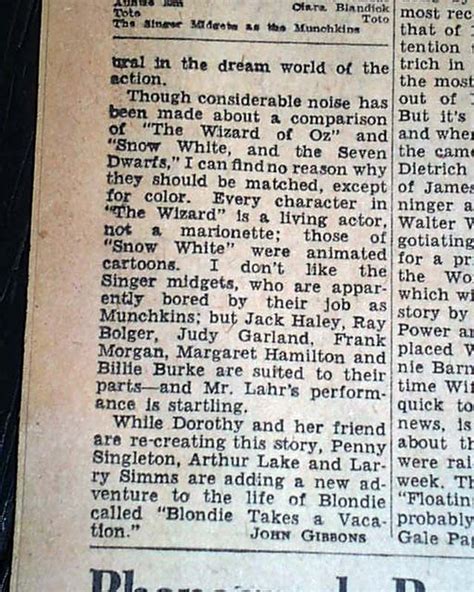 Auntie Em Clara Blandick
Toto Toto
The Singer Midgets as the Munchkins
ural in the dream world of the
action.
Though considerable noise has
been made about a comparison
of "The Wizard of Oz" and
"Snow White, and the Seven
Dwarfs," I can find no reason why
they should be matched, except
for color. Every character in
"The Wizard" is a living actor,
not a marionette; those of
"Snow White" were animated
cartoons. I don't like the
Singer midgets, who are appar-
ently bored by their job as
Munchkins; but Jack Haley, Ray
Bolger, Judy Garland, Frank
Morgan, Margaret Hamilton and
Billie Burke are suited to their
parts—and Mr. Lahr's perform-
ance is startling.
While Dorothy and her friend
are re-creating this story, Penny
Singleton, Arthur Lake and Lar-
ry Simms are adding a new ad-
venture to the life of Blondie
called "Blondie Takes a Vaca-
tion." JOHN GIBBONS
most rec
that of
tention
trich in
the most
out of
But it's
and whe
the came
Dietrich
of James
ninger a
Walter W
gotiating
for a pri
the Wo
which w
story by
Power an
placed W
nie Barn
time Wif
quick to
news, is
about th
were ral
week. Th
"Floatin
probably
Gale Pag